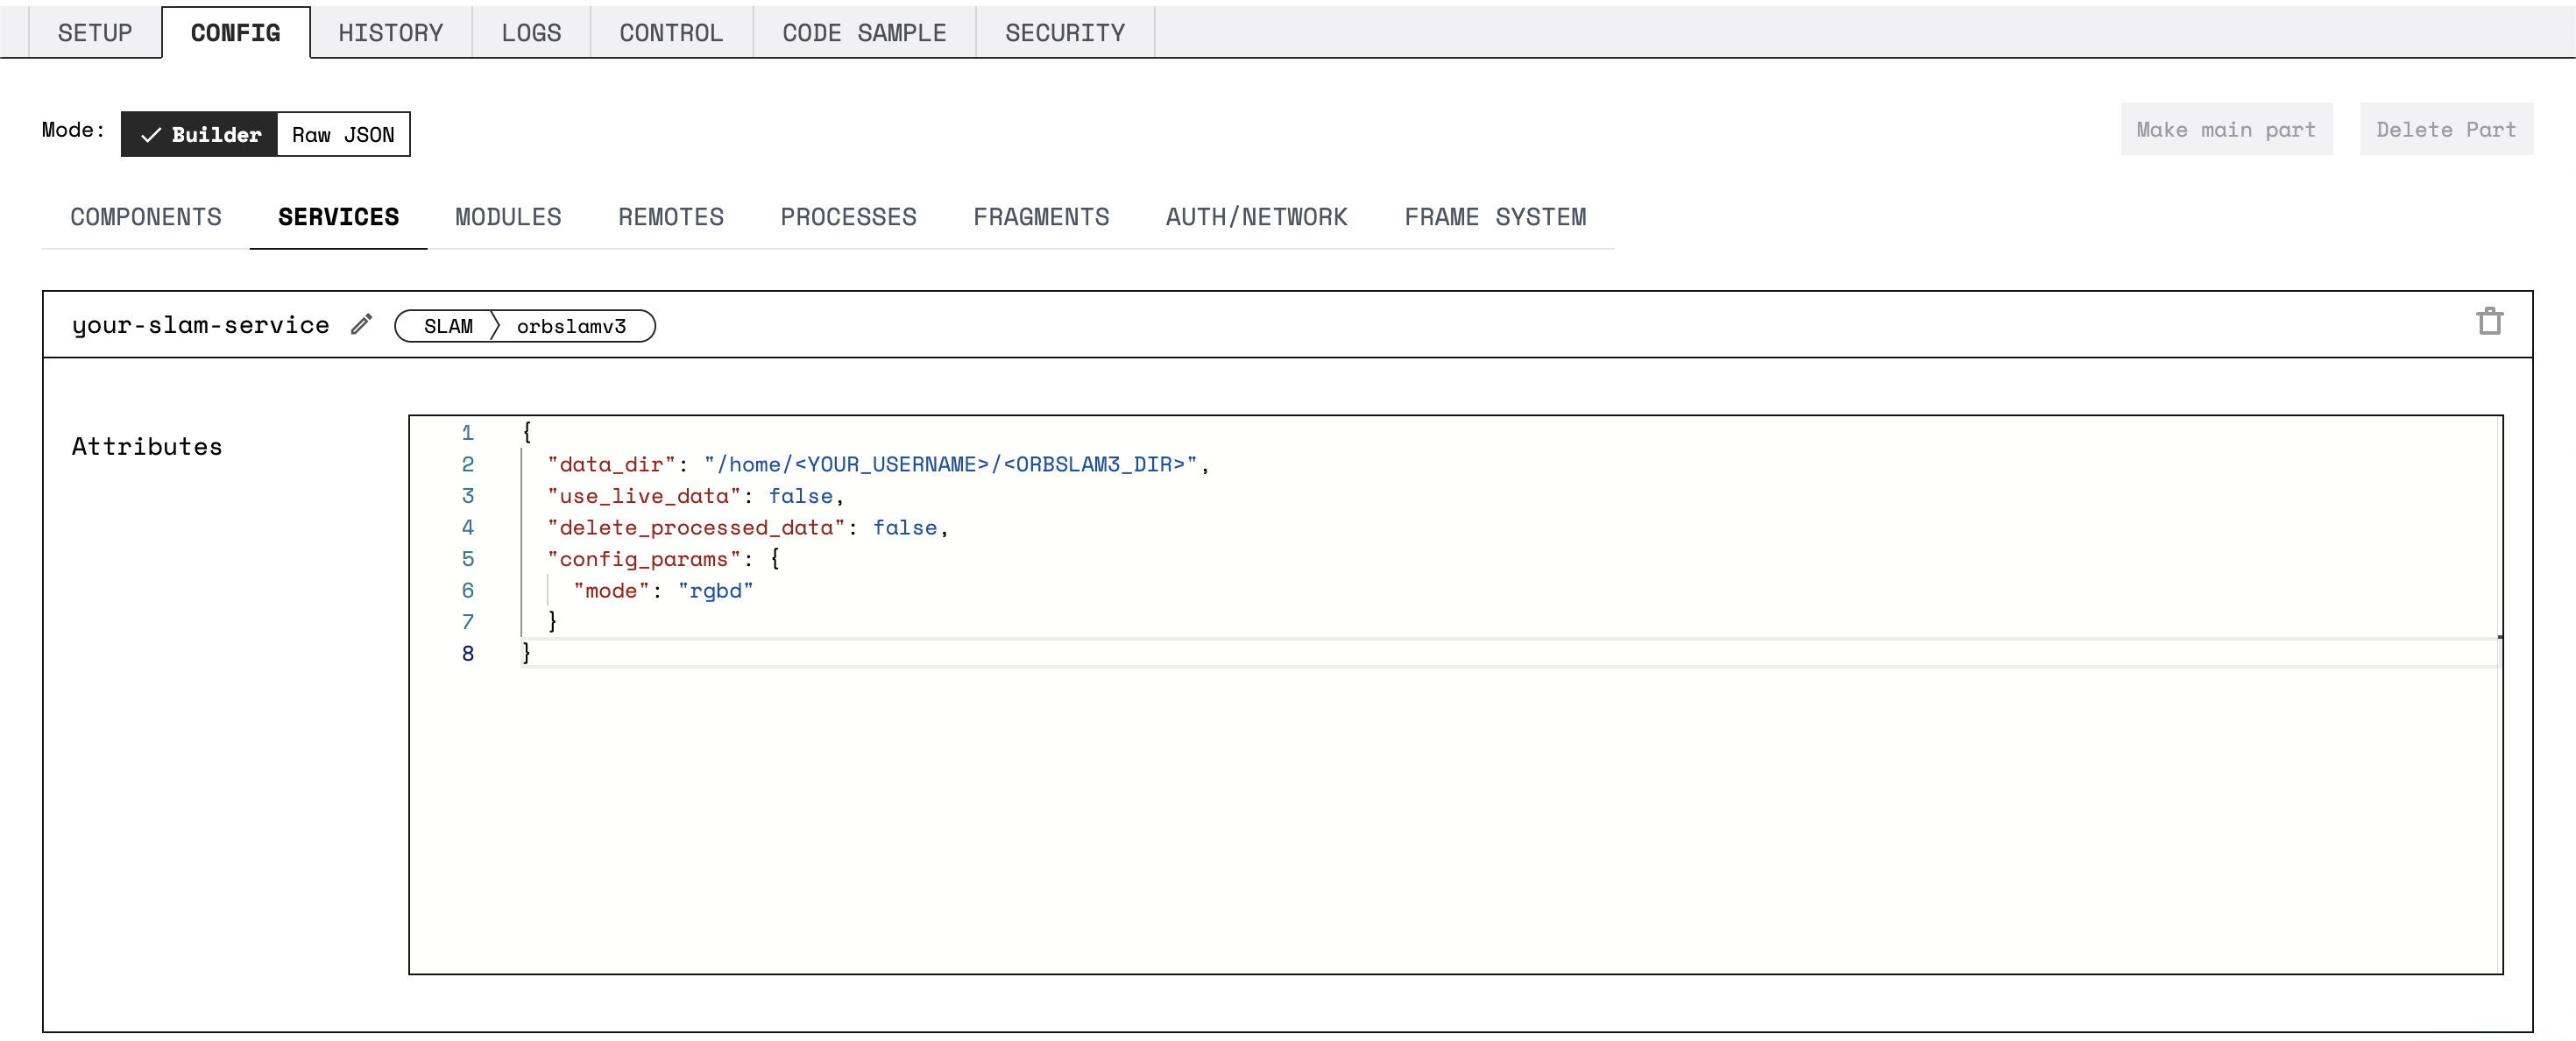 SETUP CONFIG HISTORY LOGS CONTROL CODE SAMPLE SECURITY
Mode: Builder Raw JSON Make main part Delete Part
COMPONENTS SERVICES MODULES REMOTES PROCESSES FRAGMENTS AUTH/NETWORK FRAME SYSTEM
your-slam-service SLAM orbslamv3
Attributes
1 {
2 "data_dir": "/home/<YOUR_USERNAME>/<ORBSLAM3_DIR>",
3 "use_live_data": false,
4 "delete_processed_data": false,
5 "config_params": {
6 "mode": "rgbd"
7 }
8 }